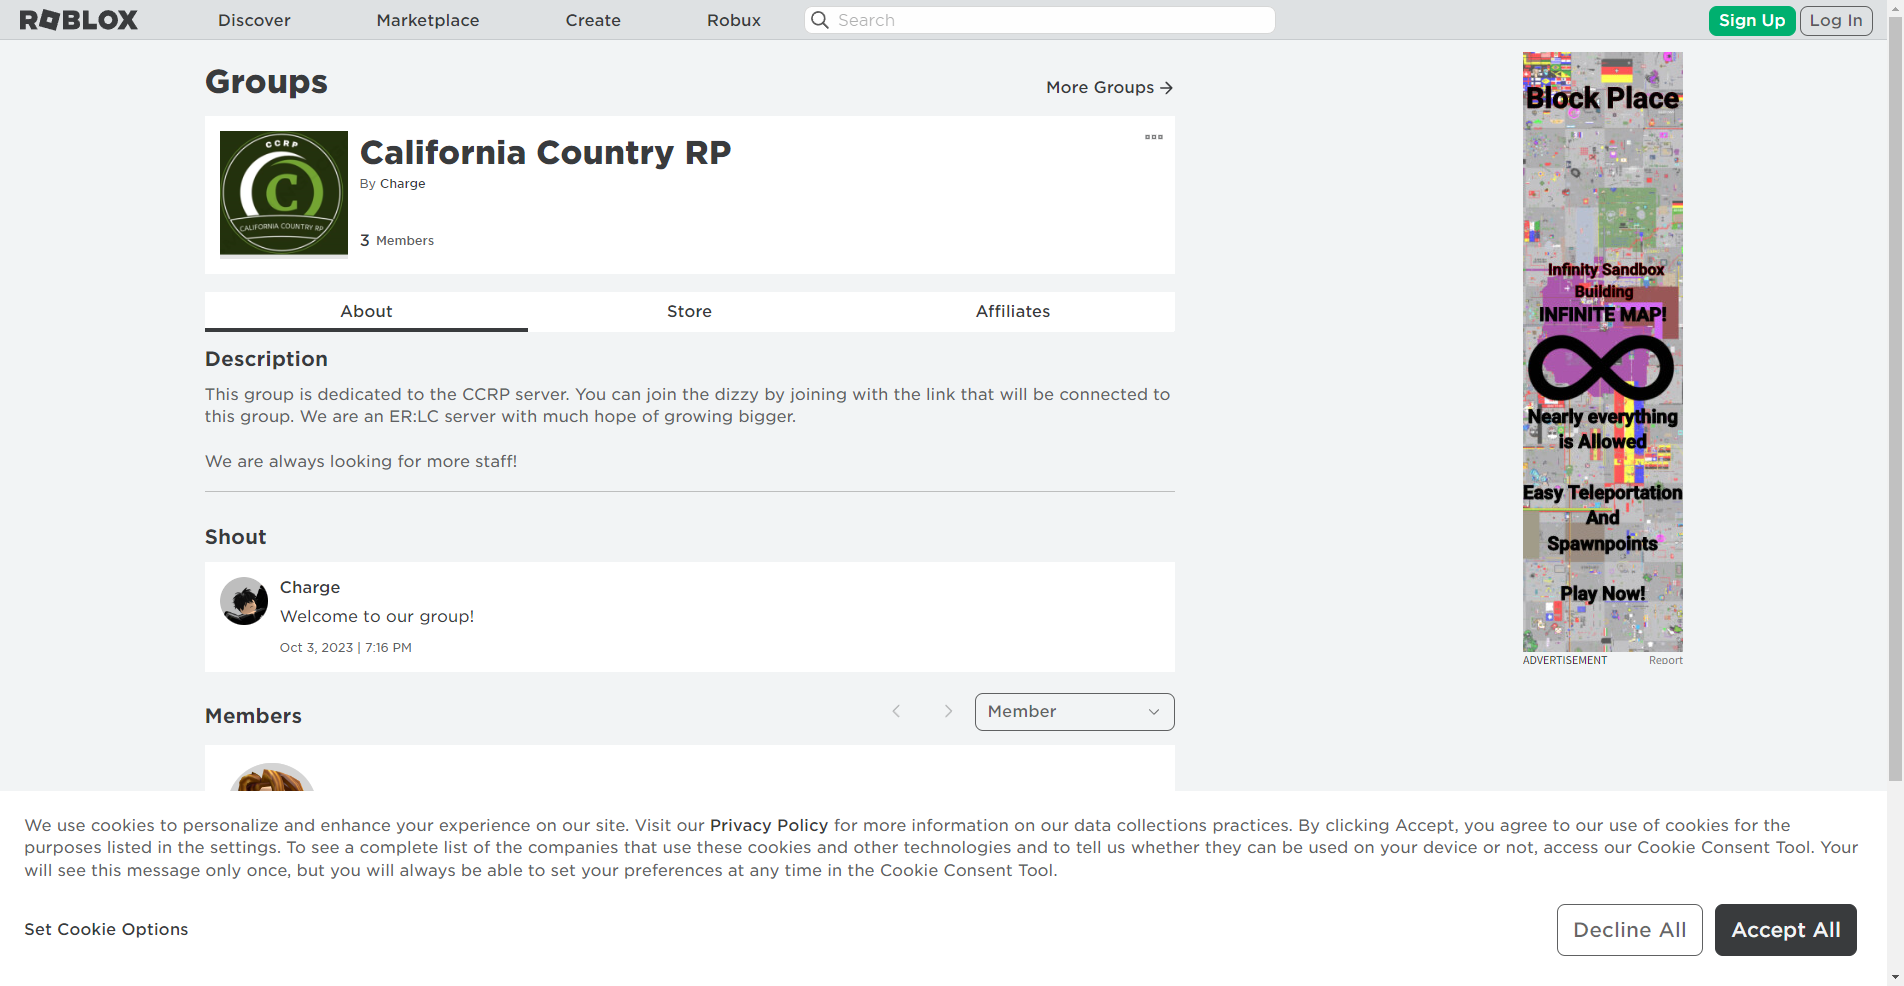 ROBLOX
Discover
Marketplace
Create
Robux
Search
Sign Up
Log In
Groups
More Groups
CCRP
C
CALIFORNIA COUNTRY RP
California Country RP
By Charge
3 Members
About
Store
Affiliates
Description
This group is dedicated to the CCRP server. You can join the dizzy by joining with the link that will be connected to
this group. We are an ER:LC server with much hope of growing bigger.
We are always looking for more staff!
Shout
Charge
Welcome to our group!
Oct 3, 2023 | 7:16 PM
Members
Member
Block Place
Infinity Sandbox
Building
INFINITE MAP!
Nearly everything
is Allowed
Easy Teleportation
And
Spawnpoints
Play Now!
ADVERTISEMENT
Report
We use cookies to personalize and enhance your experience on our site. Visit our Privacy Policy for more information on our data collections practices. By clicking Accept, you agree to our use of cookies for the
purposes listed in the settings. To see a complete list of the companies that use these cookies and other technologies and to tell us whether they can be used on your device or not, access our Cookie Consent Tool. Your
will see this message only once, but you will always be able to set your preferences at any time in the Cookie Consent Tool.
Set Cookie Options
Decline All
Accept All